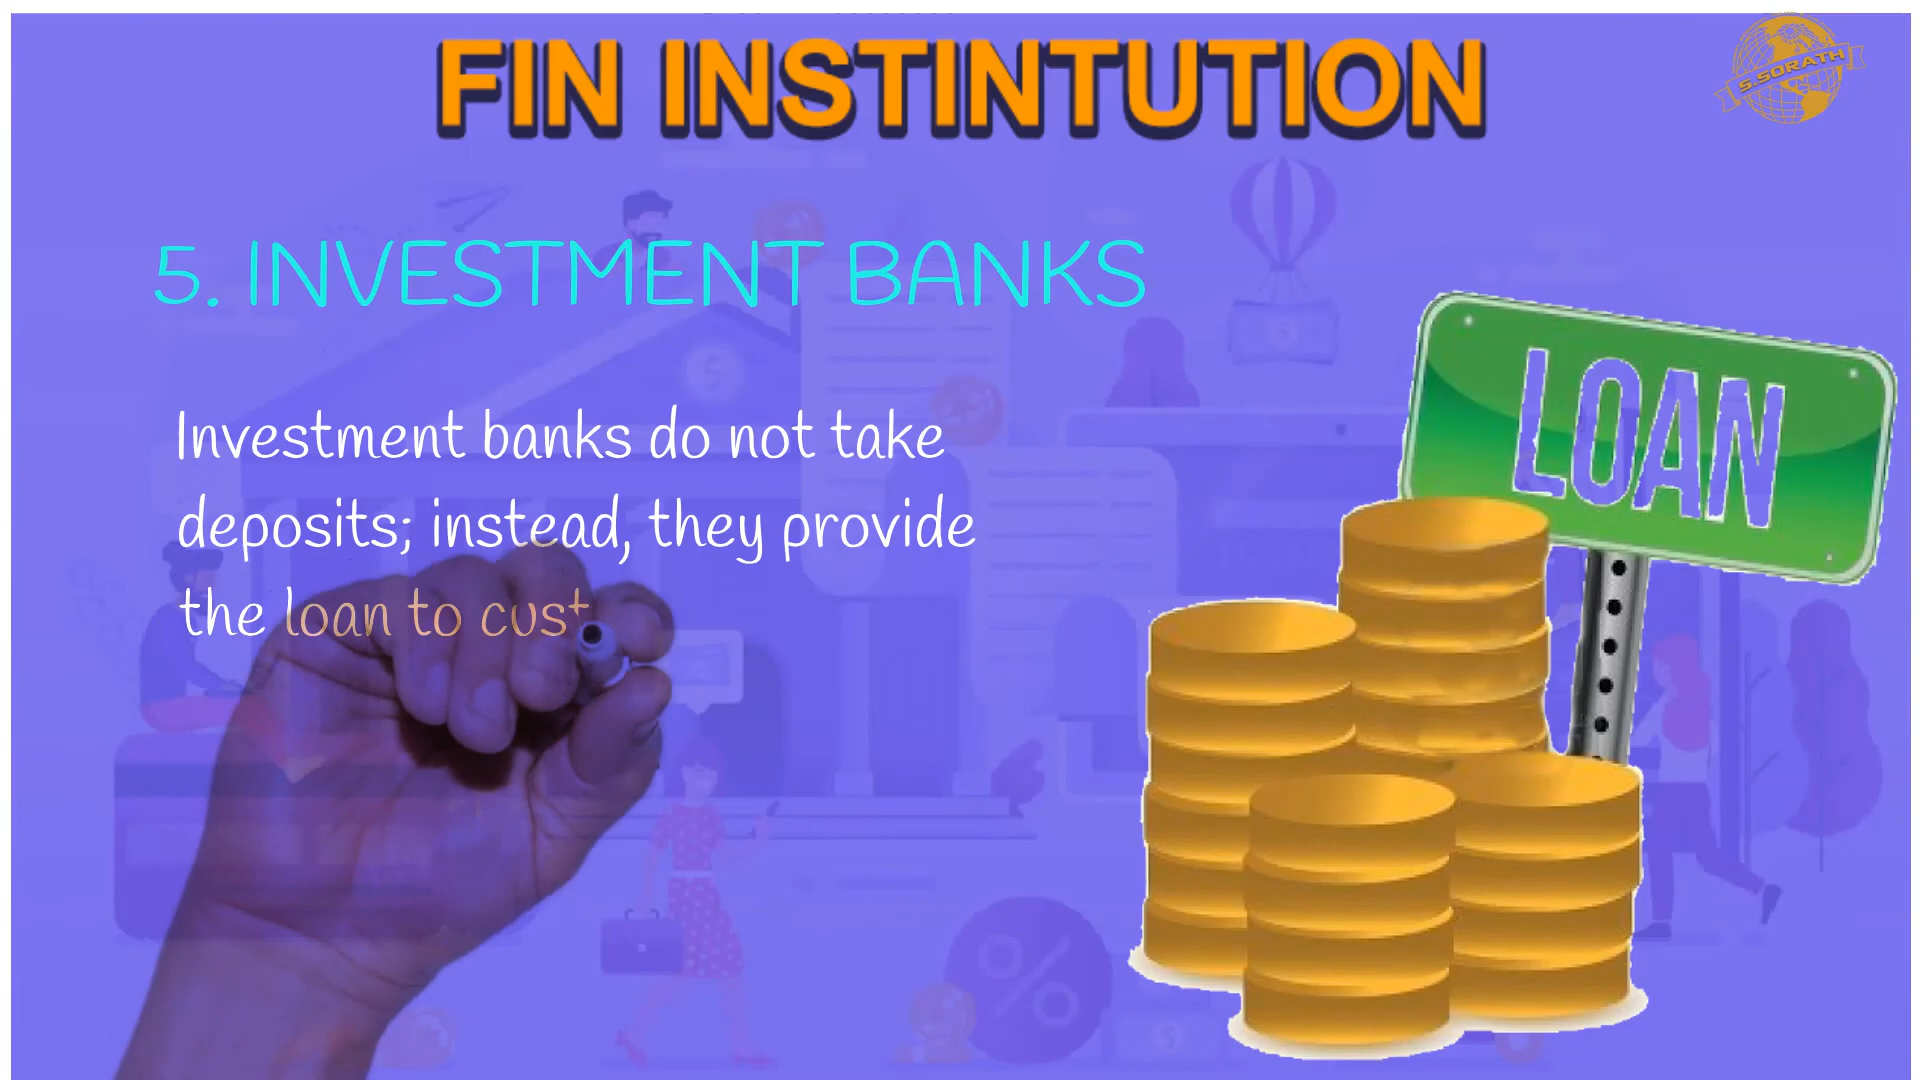 FIN INSTINTUTION
S.SORATH
5. INVESTMENT BANKS
Investment banks do not take
deposits; instead, they provide
the loan to cust
LOAN